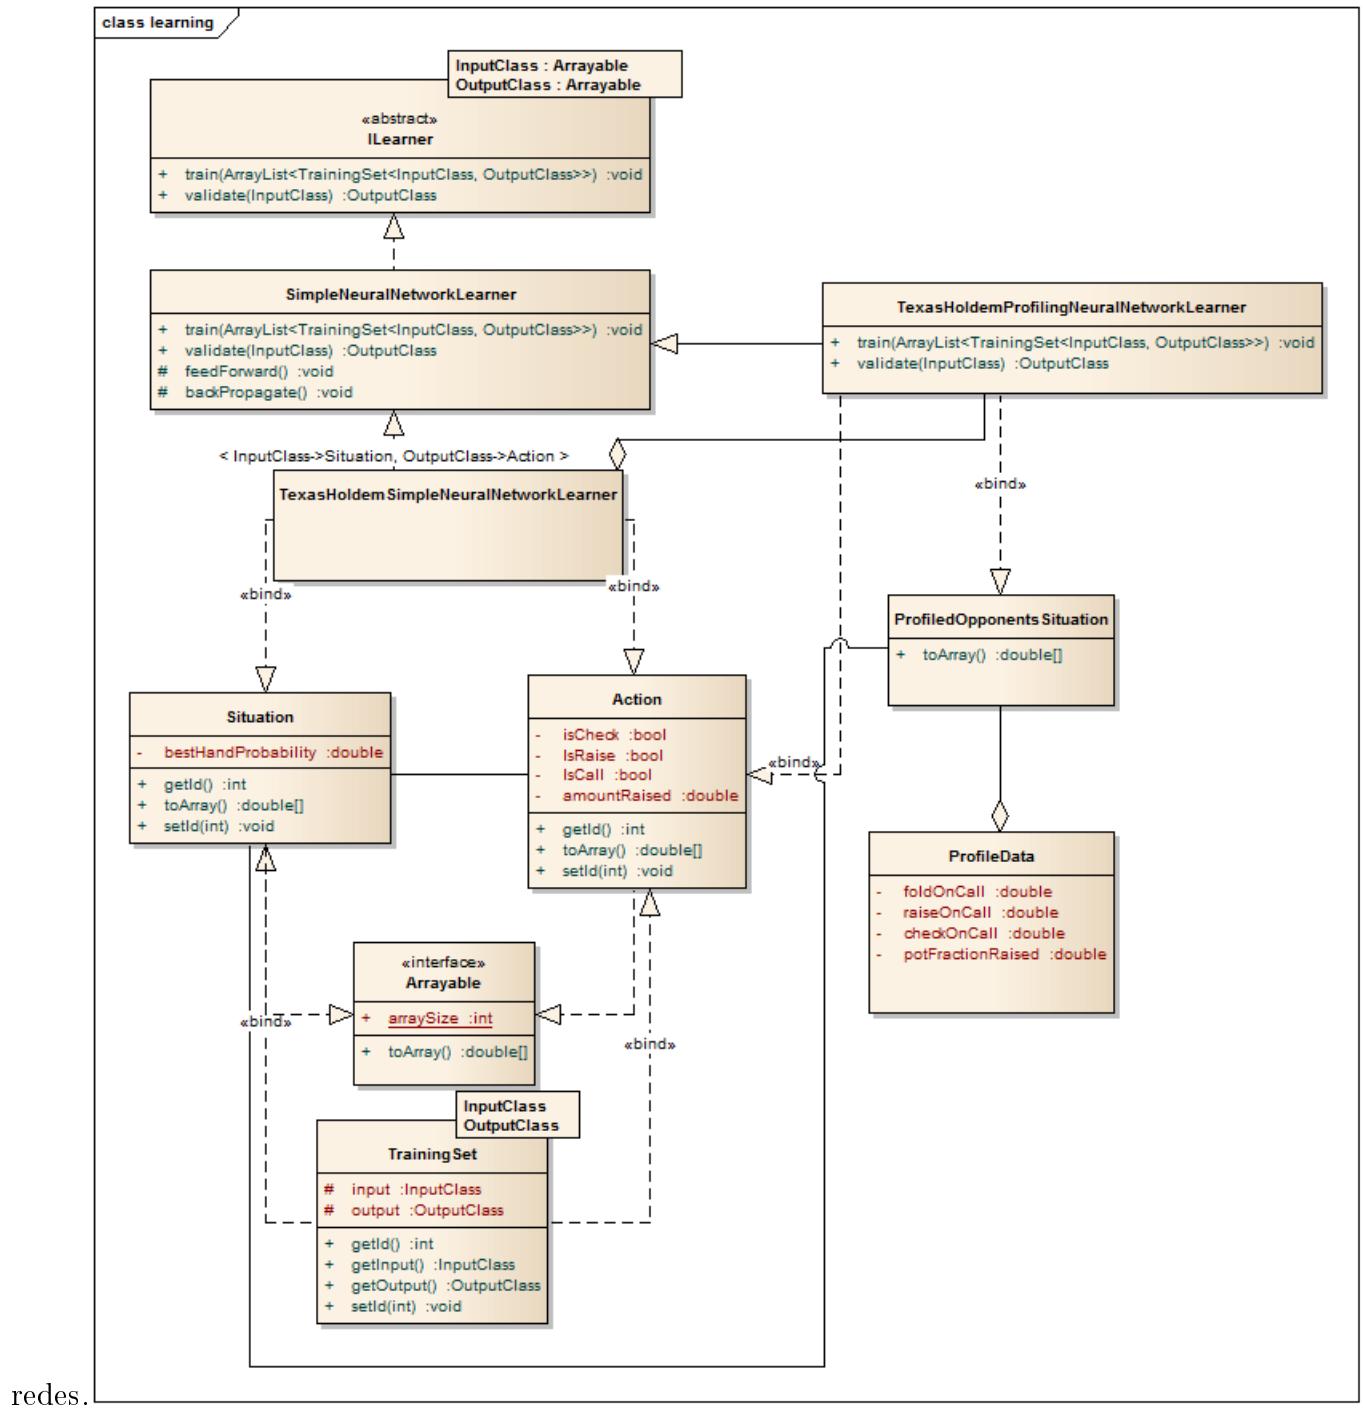 class learning
InputClass : Arrayable
OutputClass : Arrayable
«abstract»
ILearner
+ train(ArrayList<TrainingSet<InputClass, OutputClass>>) :void
+ validate(InputClass) :OutputClass
SimpleNeuralNetworkLearner
+ train(ArrayList<TrainingSet<InputClass, OutputClass>>) :void
+ validate(InputClass) :OutputClass
# feedForward() :void
# backPropagate() :void
TexasHoldemProfilingNeuralNetworkLearner
+ train(ArrayList<TrainingSet<InputClass, OutputClass>>) :void
+ validate(InputClass) :OutputClass
< InputClass->Situation, OutputClass->Action >
TexasHoldemSimpleNeuralNetworkLearner
«bind»
«bind»
«bind»
ProfiledOpponentsSituation
+ toArray() :double[]
Situation
- bestHandProbability :double
+ getId() :int
+ toArray() :double[]
+ setId(int) :void
Action
- isCheck :bool
- IsRaise :bool
- IsCall :bool
- amountRaised :double
+ getId() :int
+ toArray() :double[]
+ setId(int) :void
«bind»
ProfileData
- foldOnCall :double
- raiseOnCall :double
- checkOnCall :double
- potFractionRaised :double
«interface»
Arrayable
+ arraySize :int
+ toArray() :double[]
«bind»
«bind»
InputClass
OutputClass
TrainingSet
# input :InputClass
# output :OutputClass
+ getId() :int
+ getInput() :InputClass
+ getOutput() :OutputClass
+ setId(int) :void
redes.